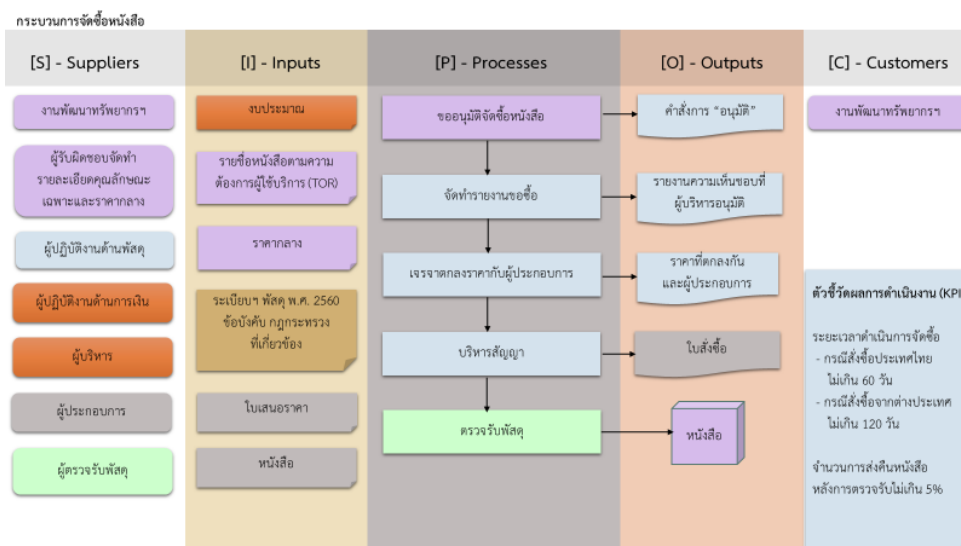 กระบวนการจัดซื้อหนังสือ
[S] - Suppliers
[I] - Inputs
[P] - Processes
[O] - Outputs
[C] - Customers
งานพัฒนาทรัพยากรฯ
ผู้รับผิดชอบจัดทำ
รายละเอียดคุณลักษณะ
เฉพาะและราคากลาง
ผู้ปฏิบัติงานด้านพัสดุ
ผู้ปฏิบัติงานด้านการเงิน
ผู้บริหาร
ผู้ประกอบการ
ผู้ตรวจรับพัสดุ
งบประมาณ
รายชื่อหนังสือตามความ
ต้องการผู้ใช้บริการ (TOR)
ราคากลาง
ระเบียบฯ พัสดุ พ.ศ. 2560
ข้อบังคับ กฎกระทรวง
ที่เกี่ยวข้อง
ใบเสนอราคา
หนังสือ
ขออนุมัติจัดซื้อหนังสือ
จัดทำรายงานขอซื้อ
เจรจาตกลงราคากับผู้ประกอบการ
บริหารสัญญา
ตรวจรับพัสดุ
คำสั่งการ “อนุมัติ”
รายงานความเห็นชอบที่
ผู้บริหารอนุมัติ
ราคาที่ตกลงกัน
และผู้ประกอบการ
ใบสั่งซื้อ
หนังสือ
งานพัฒนาทรัพยากรฯ
ตัวชี้วัดผลการดำเนินงาน (KPI
ระยะเวลาดำเนินการจัดซื้อ
- กรณีสั่งซื้อประเทศไทย
ไม่เกิน 60 วัน
- กรณีสั่งซื้อจากต่างประเทศ
ไม่เกิน 120 วัน
จำนวนการส่งคืนหนังสือ
หลังการตรวจรับไม่เกิน 5%